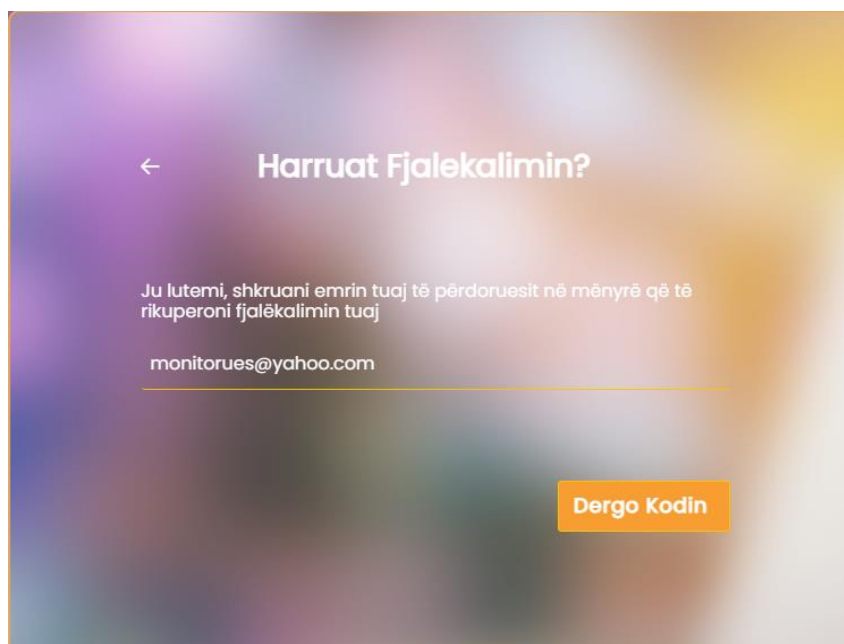 Harruat Fjalekalimin?
Ju lutemi, shkruani emrin tuaj të përdoruesit në mënyrë që të
rikuperoni fjalëkalimin tuaj
monitorues@yahoo.com
Dergo Kodin